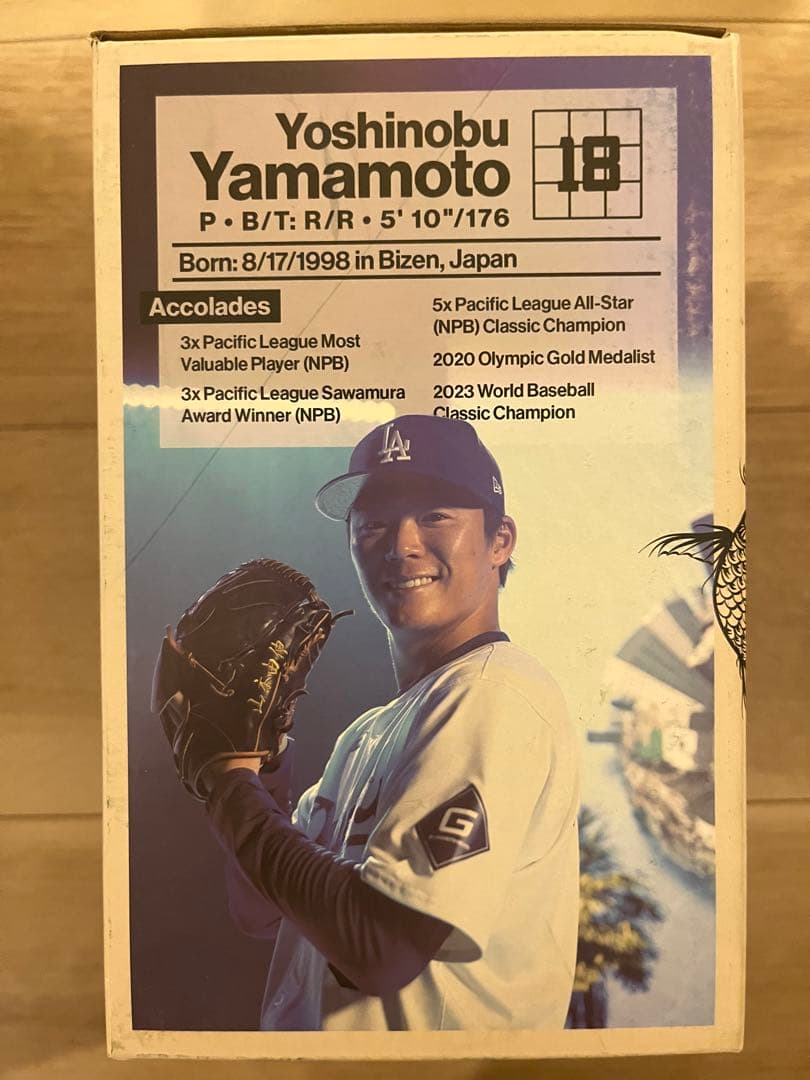 Yoshinobu
Yamamoto
18
P • B/T: R/R • 5' 10"/176
Born: 8/17/1998 in Bizen, Japan
Accolades
3x Pacific League Most
Valuable Player (NPB)
3x Pacific League Sawamura
Award Winner (NPB)
5x Pacific League All-Star
(NPB) Classic Champion
2020 Olympic Gold Medalist
2023 World Baseball
Classic Champion
LA
G